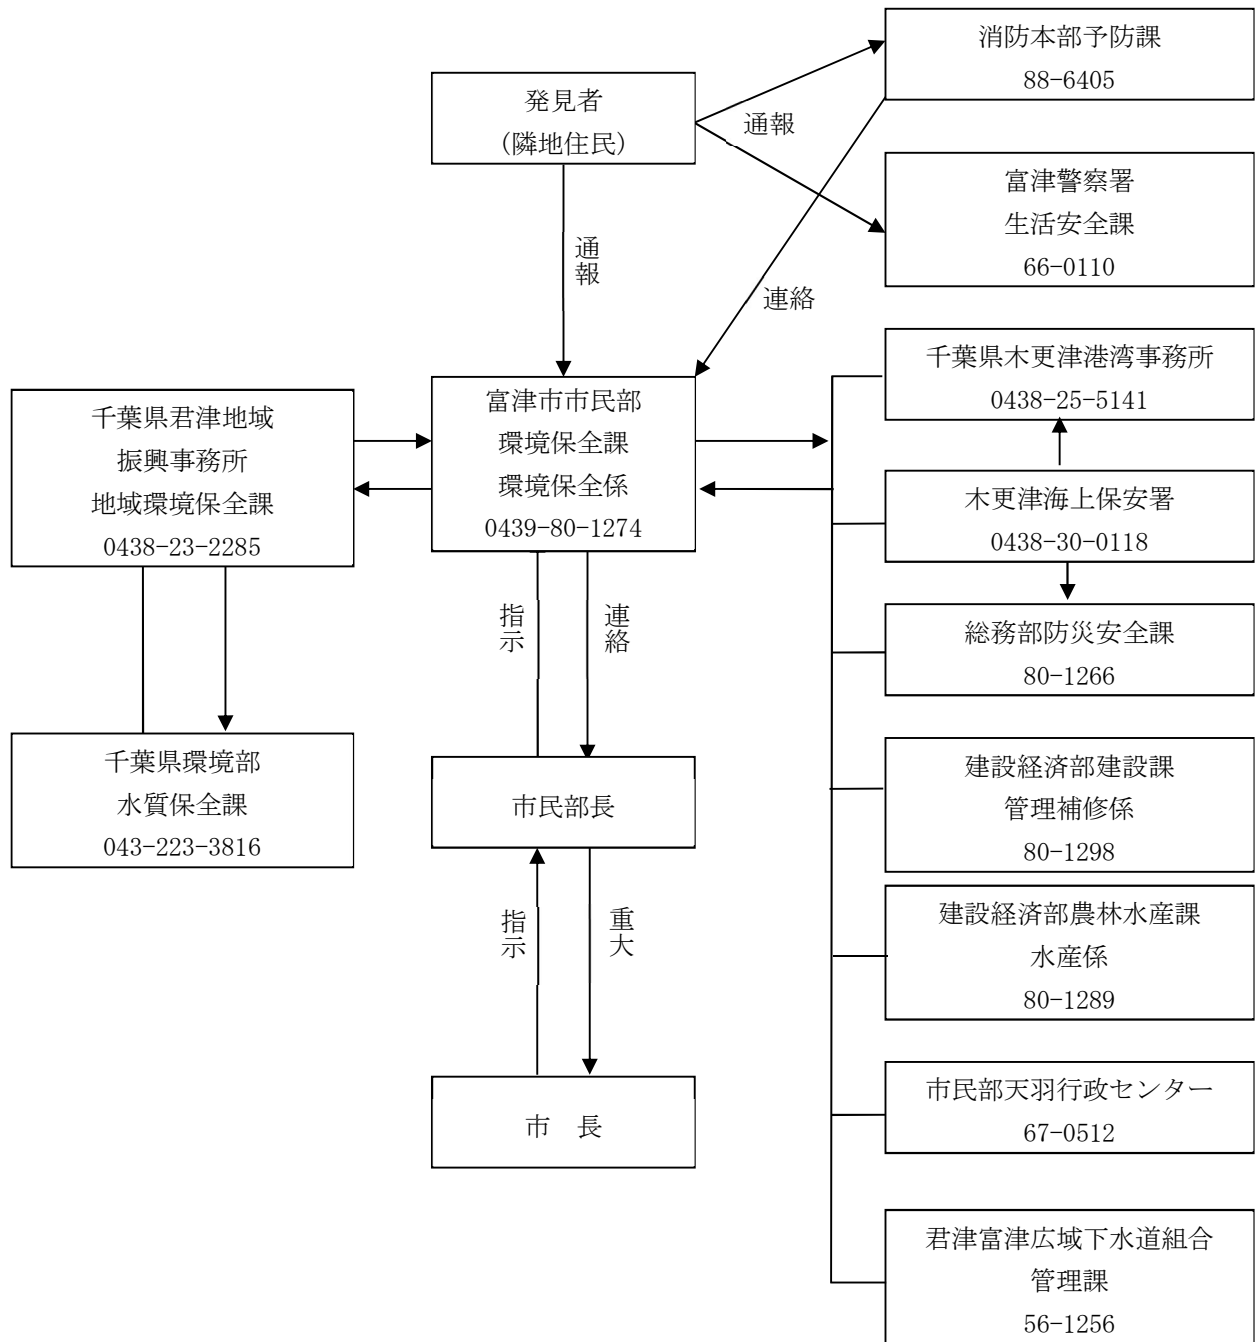 消防本部予防課
88-6405
発見者
(隣地住民)
通報
富津警察署
生活安全課
66-0110
通報
連絡
千葉県木更津港湾事務所
0438-25-5141
富津市市民部
環境保全課
環境保全係
0439-80-1274
千葉県君津地域
振興事務所
地域環境保全課
0438-23-2285
木更津海上保安署
0438-30-0118
指示
連絡
総務部防災安全課
80-1266
千葉県環境部
水質保全課
043-223-3816
市民部長
建設経済部建設課
管理補修係
80-1298
指示
重大
建設経済部農林水産課
水産係
80-1289
市　長
市民部天羽行政センター
67-0512
君津富津広域下水道組合
管理課
56-1256